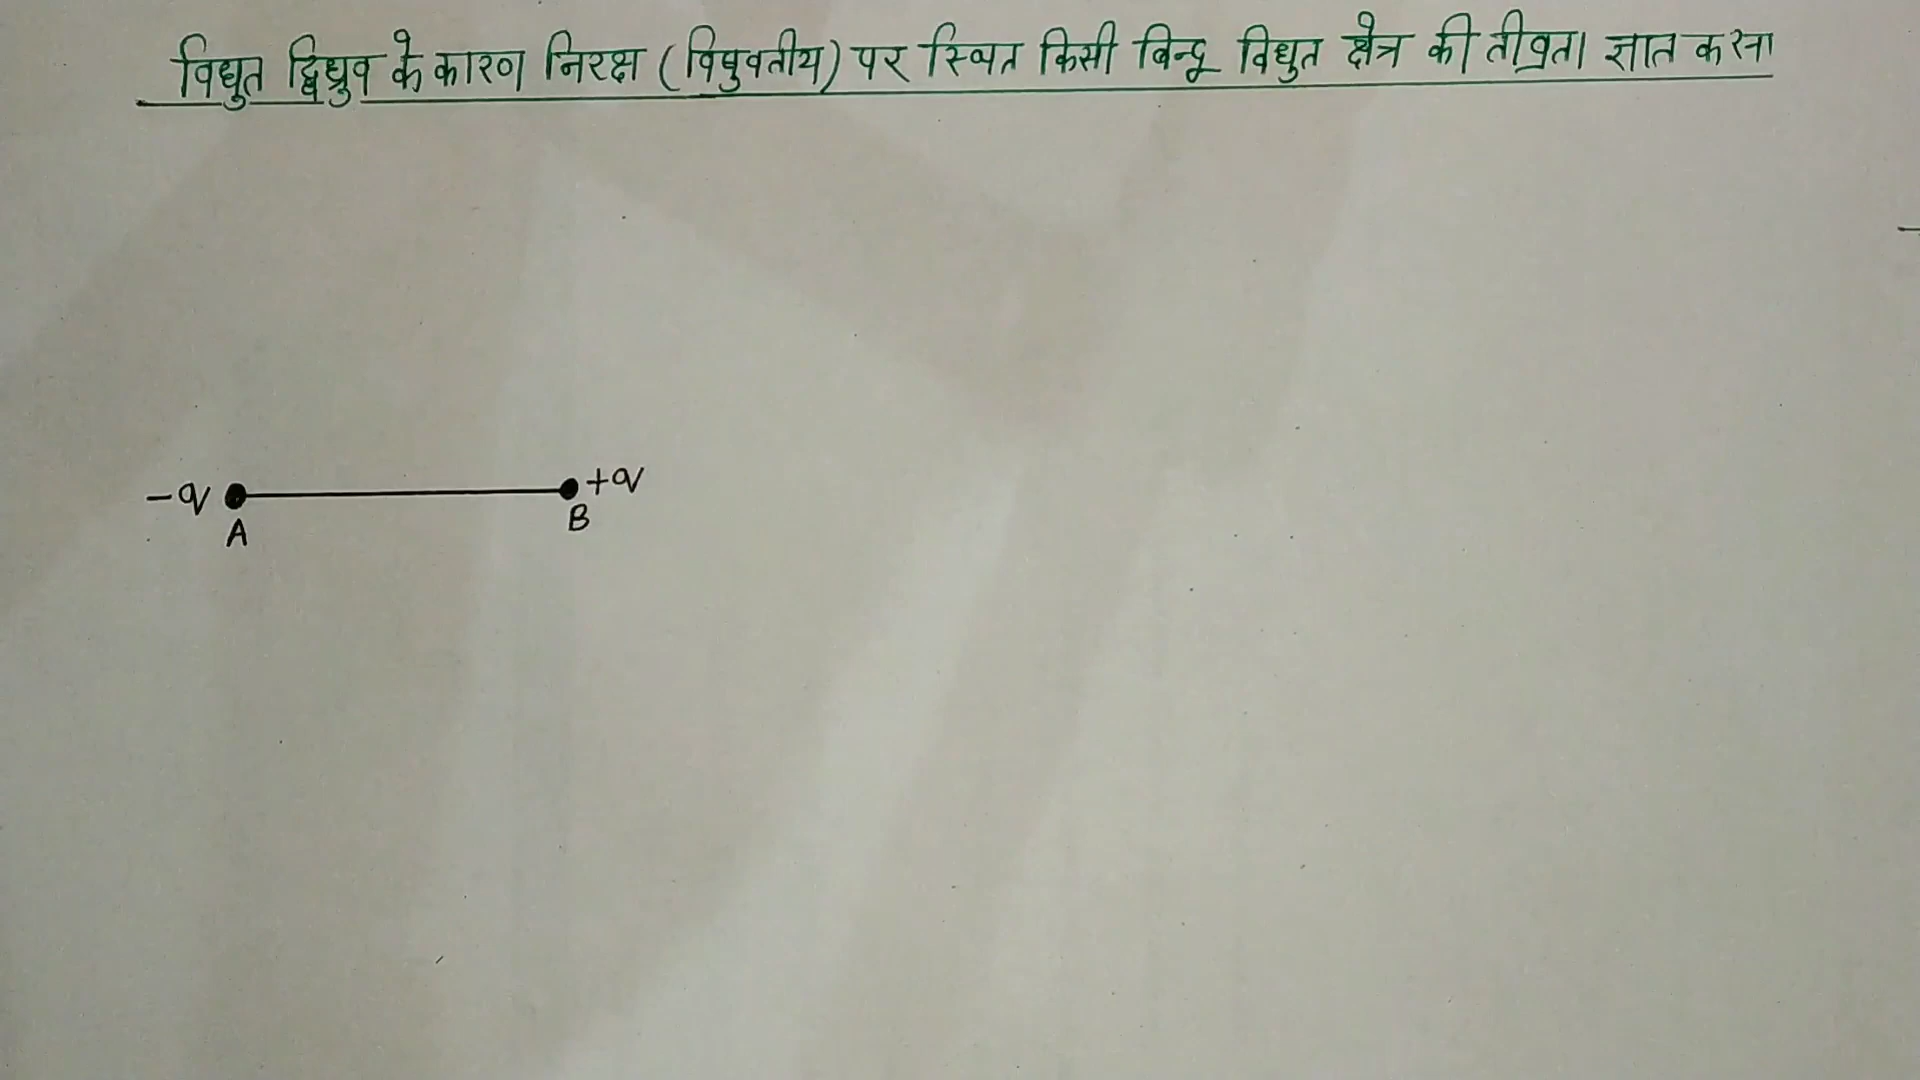 विधुत द्विध्रुव के कारण निरक्ष (विषुवतीय) पर स्थित किसी बिन्दू विधुत क्षैत्र की तीव्रता ज्ञात करना
-q +q
A B